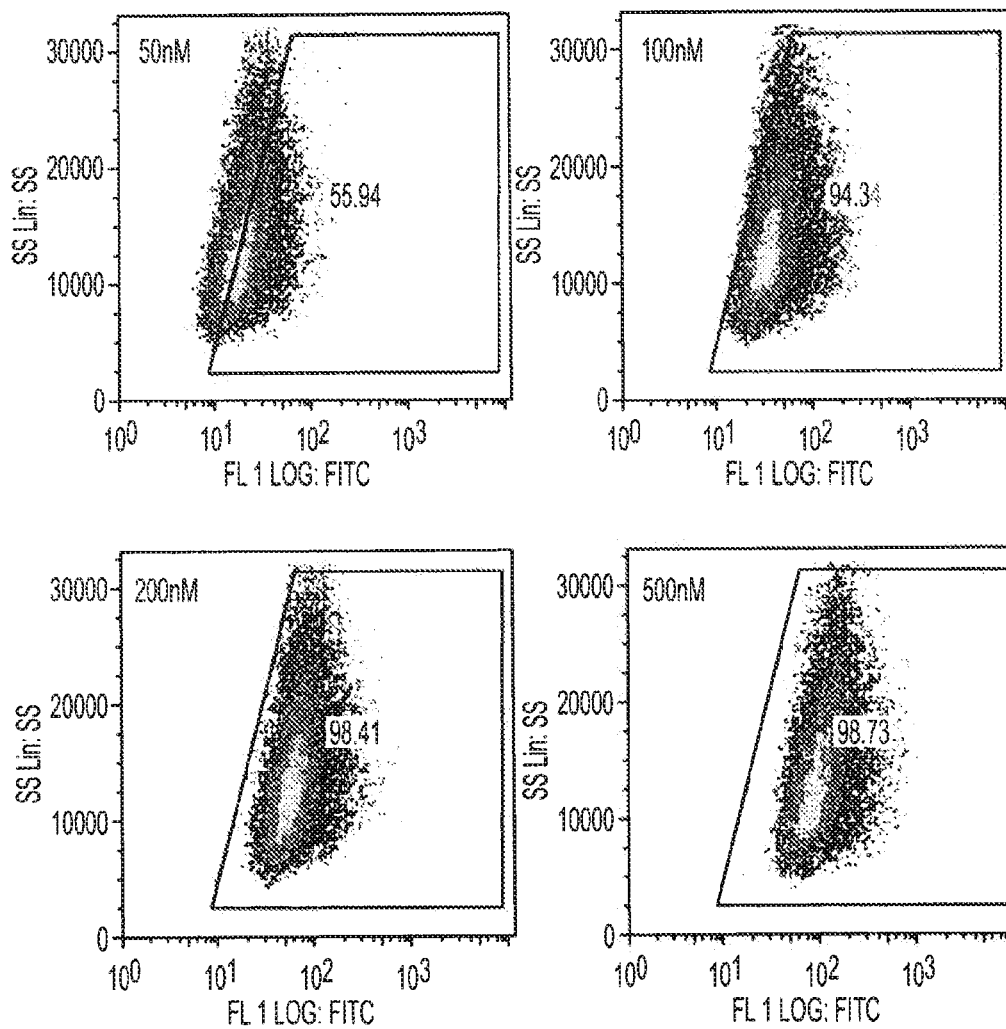 50nM
30000
20000
10000
0
SS Lin: SS
55.94
10^0 10^1 10^2 10^3
FL 1 LOG: FITC
100nM
30000
20000
10000
0
SS Lin: SS
94.34
10^0 10^1 10^2 10^3
FL 1 LOG: FITC
200nM
30000
20000
10000
0
SS Lin: SS
98.41
10^0 10^1 10^2 10^3
FL 1 LOG: FITC
500nM
30000
20000
10000
0
SS Lin: SS
98.73
10^0 10^1 10^2 10^3
FL 1 LOG: FITC